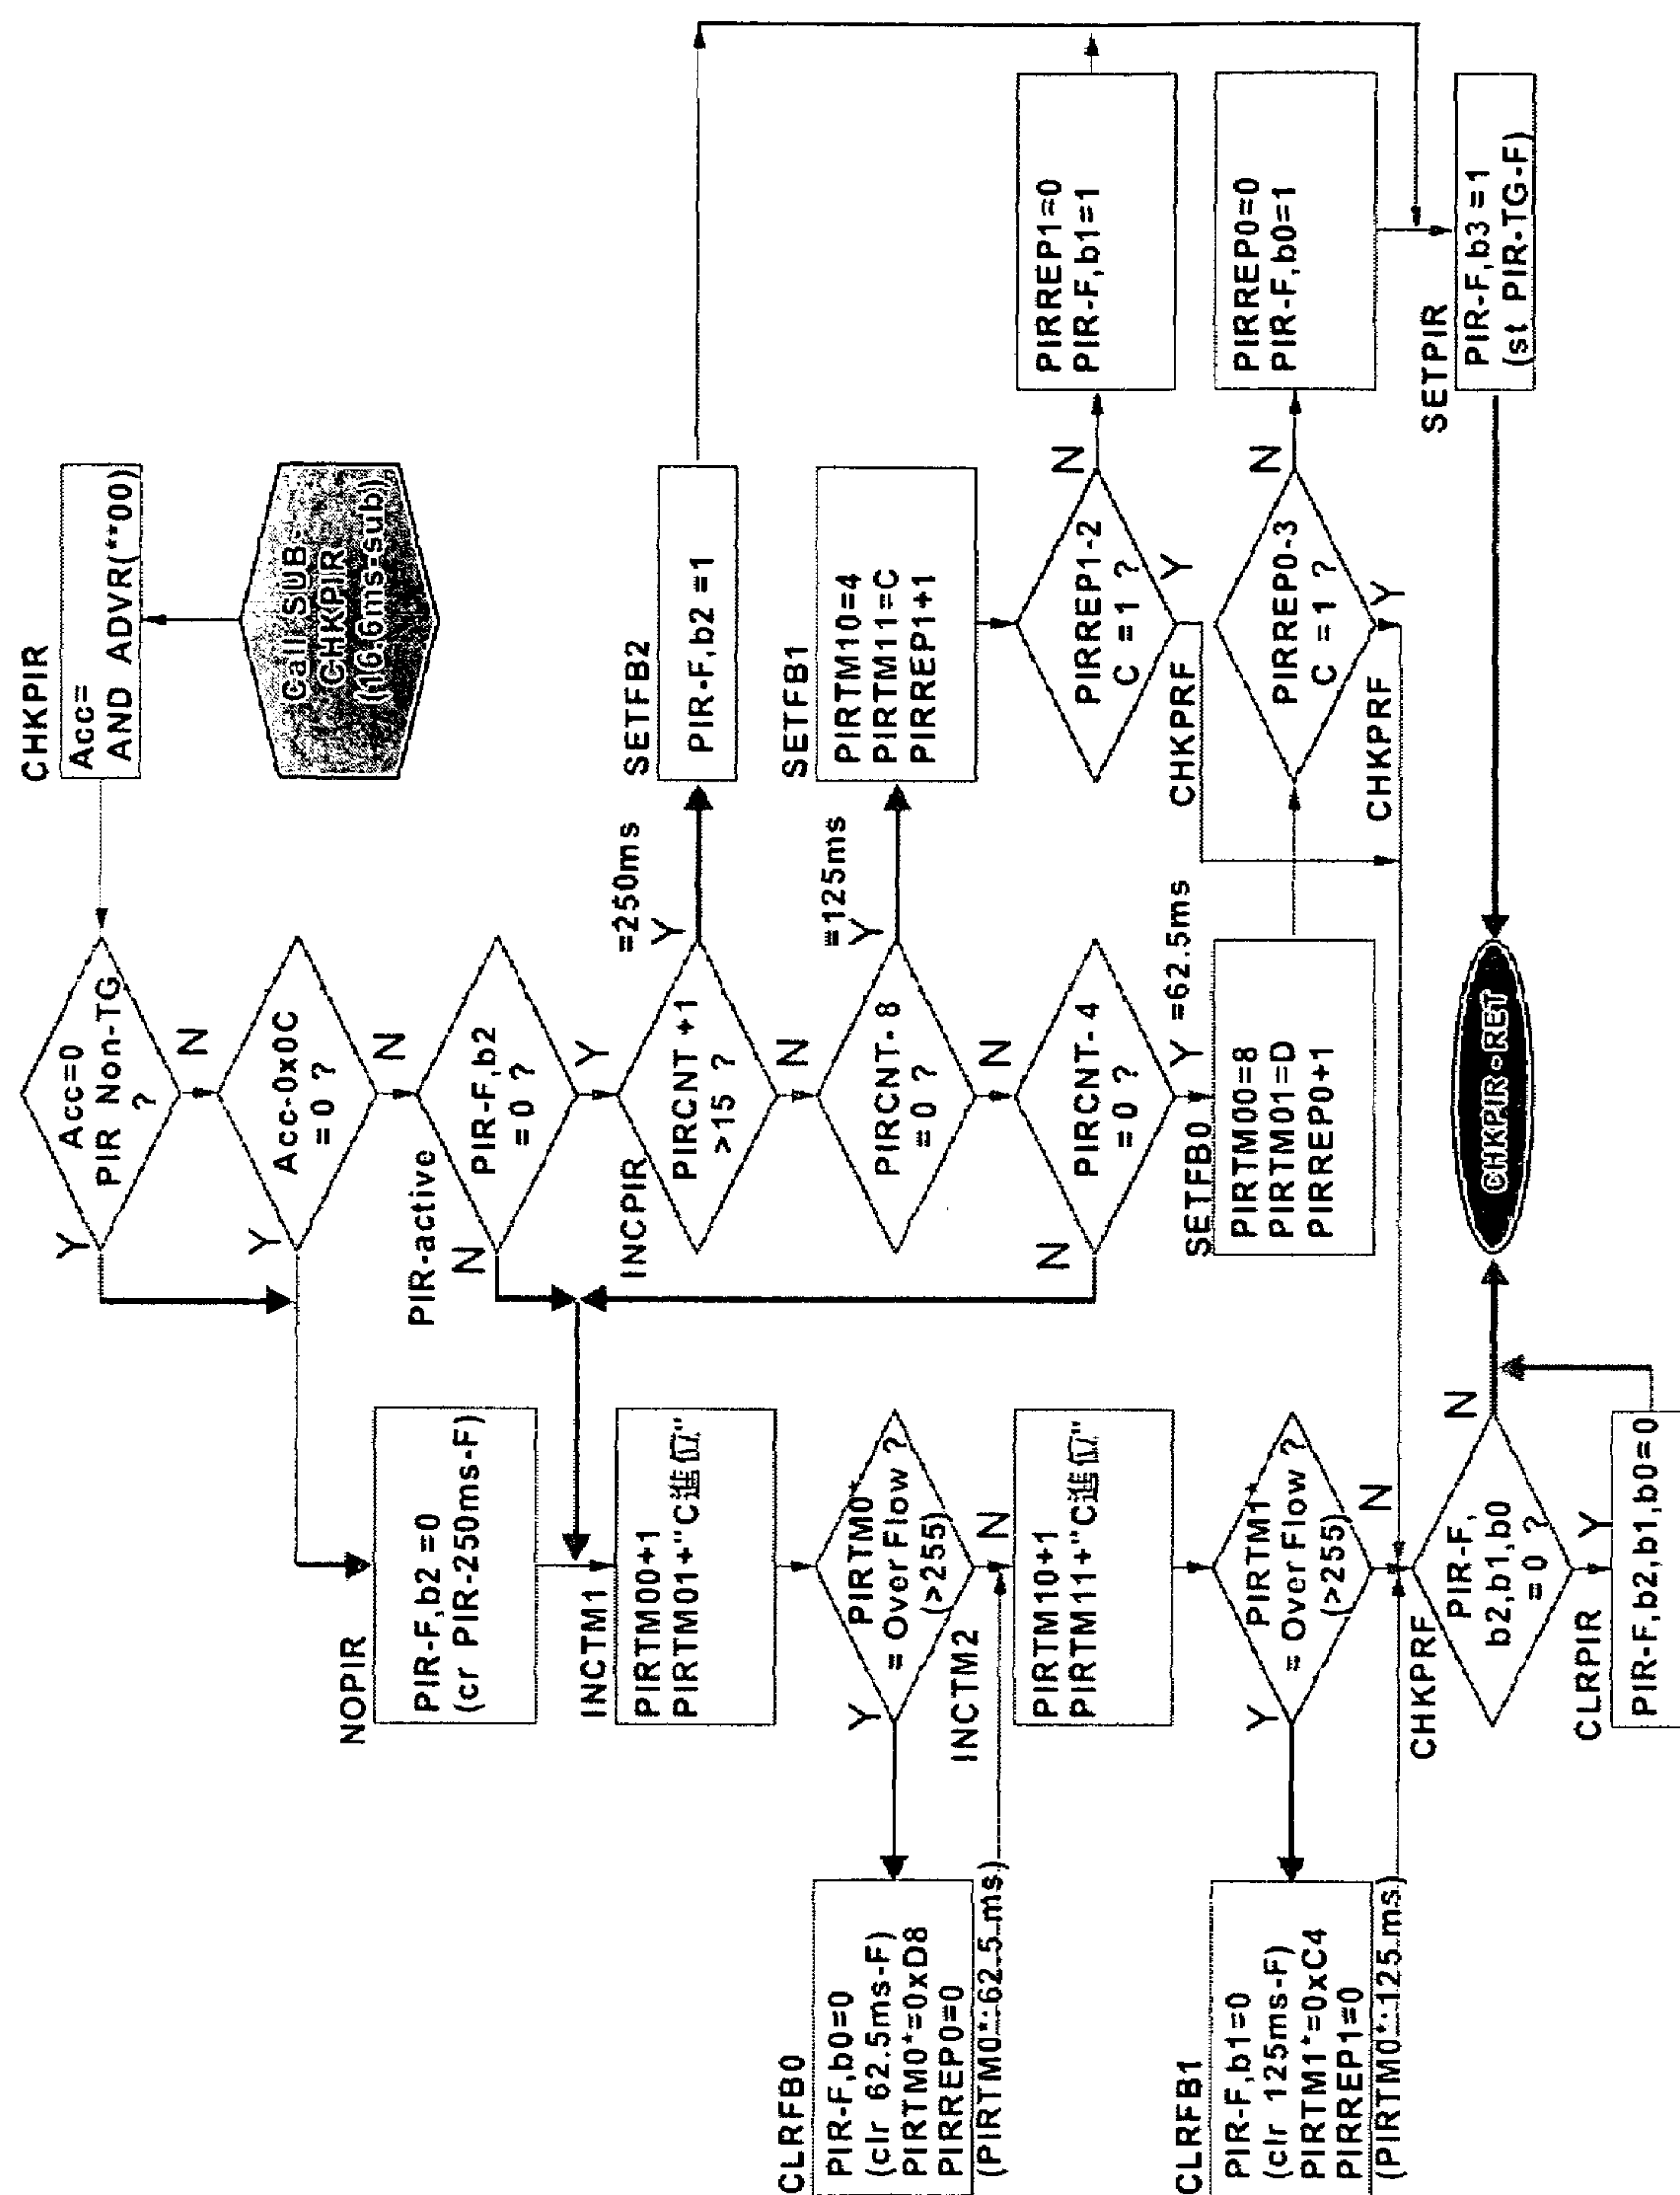 CHKPIR
Acc=
AND ADVR(**00)
Call SUB-
CHKPIR
(16.6ms-sub)
Acc=0
PIR Non-TG
?
Y
N
Acc-0x0C
= 0 ?
Y
N
PIR-active
PIR-F,b2
= 0 ?
N
Y
INCPIR
PIRCNT +1
>15 ?
=250ms
Y
N
SETFB2
PIR-F,b2 =1
PIRCNT- 8
= 0 ?
=125ms
Y
N
SETFB1
PIRTM10=4
PIRTM11=C
PIRREP1+1
PIRCNT- 4
= 0 ?
N
Y =62.5ms
PIRREP1-2
C =1 ?
N
Y
CHKPRF
PIRREP1=0
PIR-F,b1=1
SETFB0
PIRTM00=8
PIRTM01=D
PIRREP0+1
PIRREP0-3
C =1 ?
N
Y
CHKPRF
PIRREP0=0
PIR-F,b0=1
SETPIR
PIR-F,b3 =1
(st PIR-TG-F)
CHKPIR-RET
NOPIR
PIR-F,b2 =0
(cr PIR-250ms-F)
INCTM1
PIRTM00+1
PIRTM01+"C進位"
PIRTM0*
= Over Flow ?
(>255)
Y
N
INCTM2
PIRTM10+1
PIRTM11+"C進位"
PIRTM1*
= Over Flow ?
(>255)
Y
N
CHKPRF
PIR-F,
b2,b1,b0
= 0 ?
N
Y
CLRPIR
PIR-F,b2,b1,b0=0
CLRFB0
PIR-F,b0=0
(clr 62.5ms-F)
PIRTM0*=0xD8
PIRREP0=0
(PIRTM0*:62.5 ms)
CLRFB1
PIR-F,b1=0
(clr 125ms-F)
PIRTM1*=0xC4
PIRREP1=0
(PIRTM0*:125 ms)